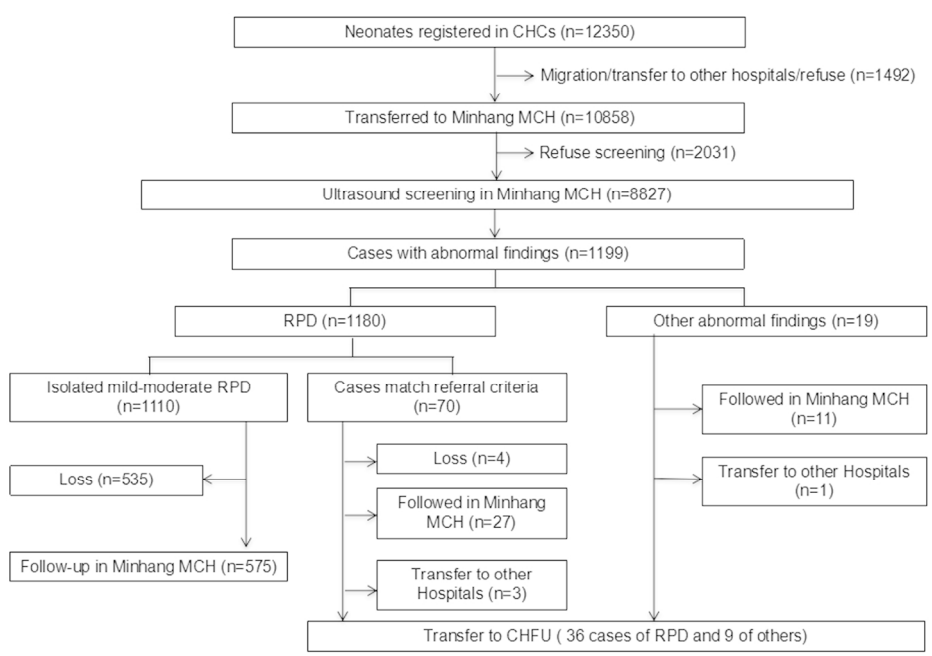 Neonates registered in CHCs (n=12350)
Migration/transfer to other hospitals/refuse (n=1492)
Transferred to Minhang MCH (n=10858)
Refuse screening (n=2031)
Ultrasound screening in Minhang MCH (n=8827)
Cases with abnormal findings (n=1199)
RPD (n=1180)
Other abnormal findings (n=19)
Isolated mild-moderate RPD
(n=1110)
Cases match referral criteria
(n=70)
Followed in Minhang MCH
(n=11)
Loss (n=4)
Loss (n=535)
Transfer to other Hospitals
(n=1)
Followed in Minhang
MCH (n=27)
Follow-up in Minhang MCH (n=575)
Transfer to other
Hospitals (n=3)
Transfer to CHFU ( 36 cases of RPD and 9 of others)